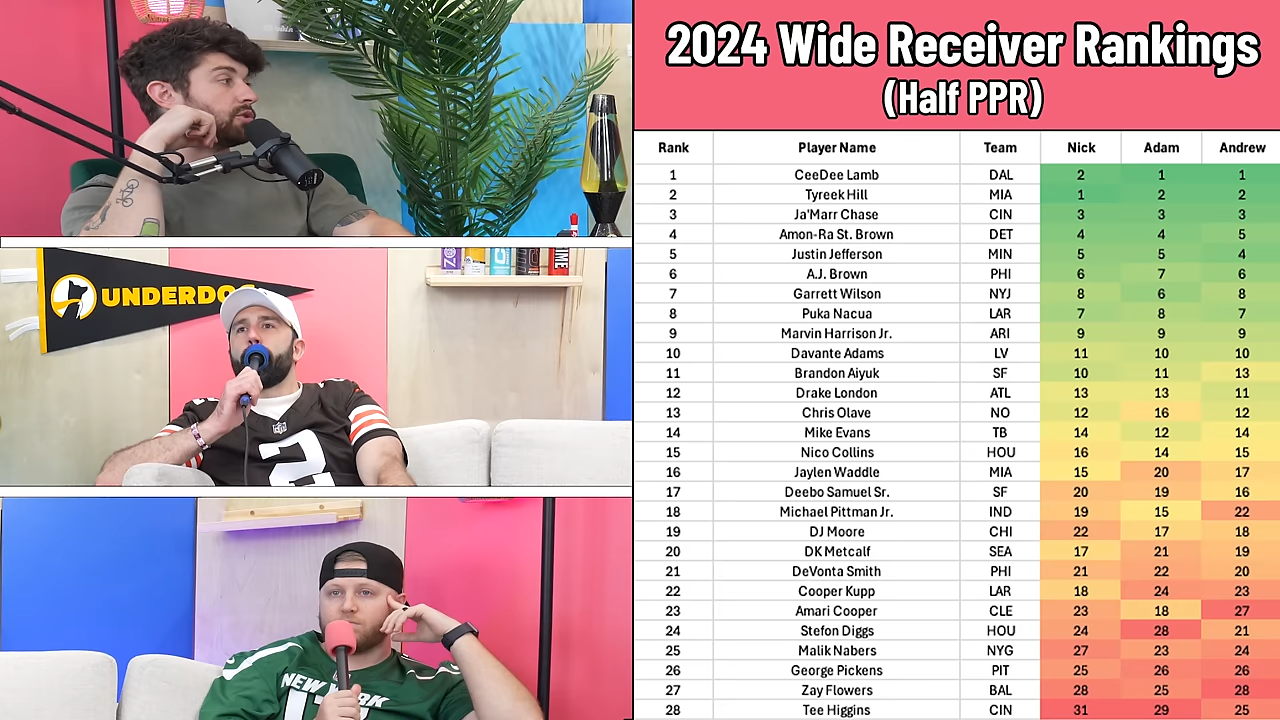 2024 Wide Receiver Rankings
(Half PPR)
Rank Player Name Team Nick Adam Andrew
1 CeeDee Lamb DAL 2 1 1
2 Tyreek Hill MIA 1 2 2
3 Ja'Marr Chase CIN 3 3 3
4 Amon-Ra St. Brown DET 4 4 5
5 Justin Jefferson MIN 5 5 4
6 A.J. Brown PHI 6 7 6
7 Garrett Wilson NYJ 8 6 8
8 Puka Nacua LAR 7 8 7
9 Marvin Harrison Jr. ARI 9 9 9
10 Davante Adams LV 11 10 10
11 Brandon Aiyuk SF 10 11 13
12 Drake London ATL 13 13 11
13 Chris Olave NO 12 16 12
14 Mike Evans TB 14 12 14
15 Nico Collins HOU 16 14 15
16 Jaylen Waddle MIA 15 20 17
17 Deebo Samuel Sr. SF 20 19 16
18 Michael Pittman Jr. IND 19 15 22
19 DJ Moore CHI 22 17 18
20 DK Metcalf SEA 17 21 19
21 DeVonta Smith PHI 21 22 20
22 Cooper Kupp LAR 18 24 23
23 Amari Cooper CLE 23 18 27
24 Stefon Diggs HOU 24 28 21
25 Malik Nabers NYG 27 23 24
26 George Pickens PIT 25 26 26
27 Zay Flowers BAL 28 25 28
28 Tee Higgins CIN 31 29 25
UNDERDO
2
NEW YORK